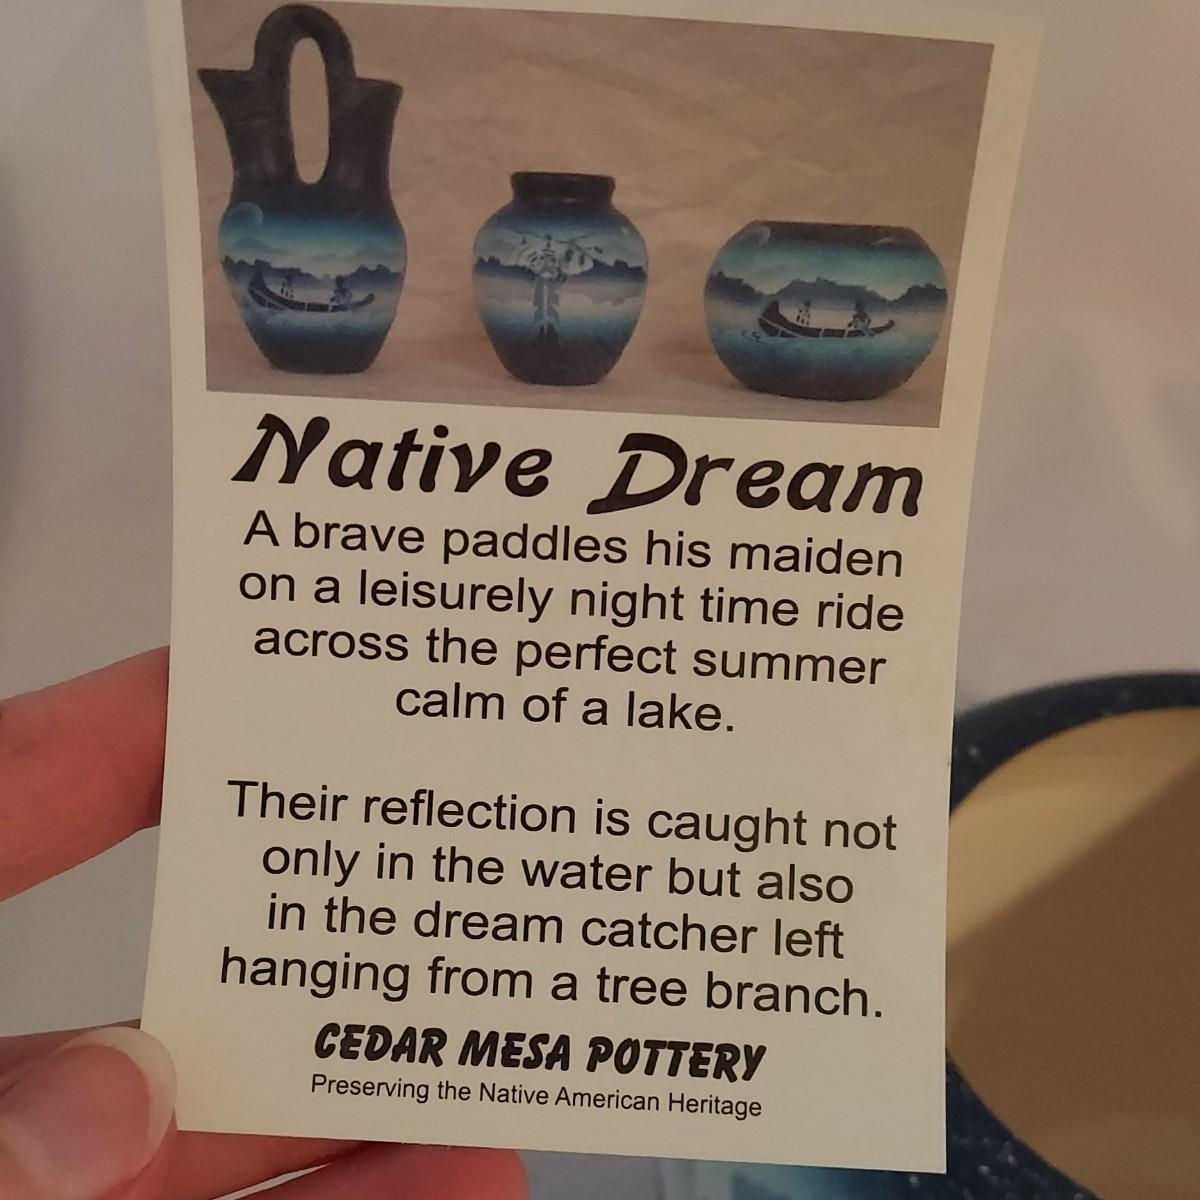 Native Dream
A brave paddles his maiden
on a leisurely night time ride
across the perfect summer
calm of a lake.
Their reflection is caught not
only in the water but also
in the dream catcher left
hanging from a tree branch.
CEDAR MESA POTTERY
Preserving the Native American Heritage